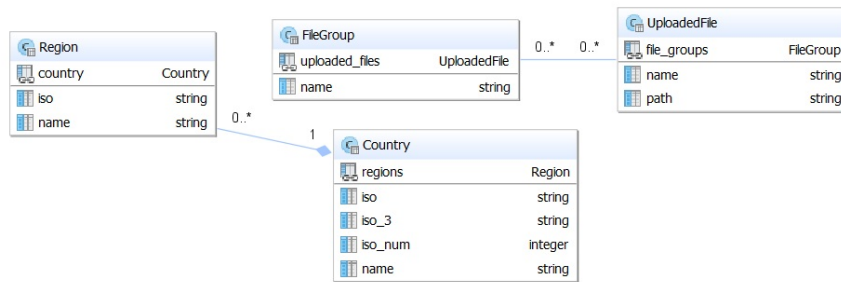 Region
country Country
iso string
name string
FileGroup
uploaded_files UploadedFile
name string
0..* 0..*
UploadedFile
file_groups FileGroup
name string
path string
0..*
1
Country
regions Region
iso string
iso_3 string
iso_num integer
name string